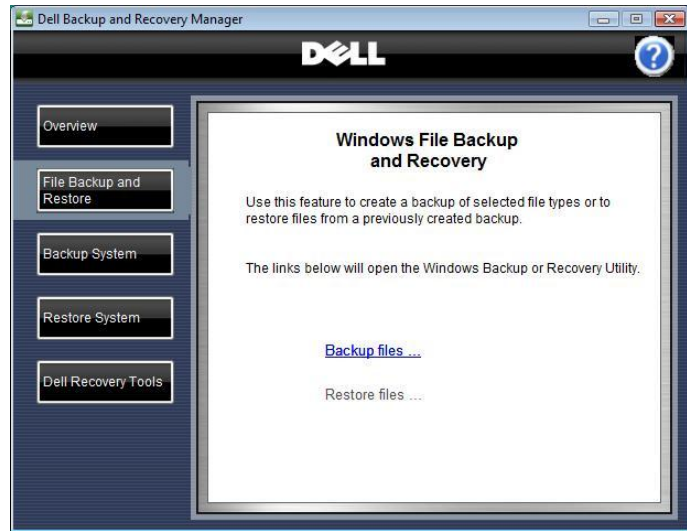 Dell Backup and Recovery Manager
DELL
?
Overview
File Backup and
Restore
Backup System
Restore System
Dell Recovery Tools
Windows File Backup
and Recovery
Use this feature to create a backup of selected file types or to
restore files from a previously created backup.
The links below will open the Windows Backup or Recovery Utility.
Backup files ...
Restore files ...